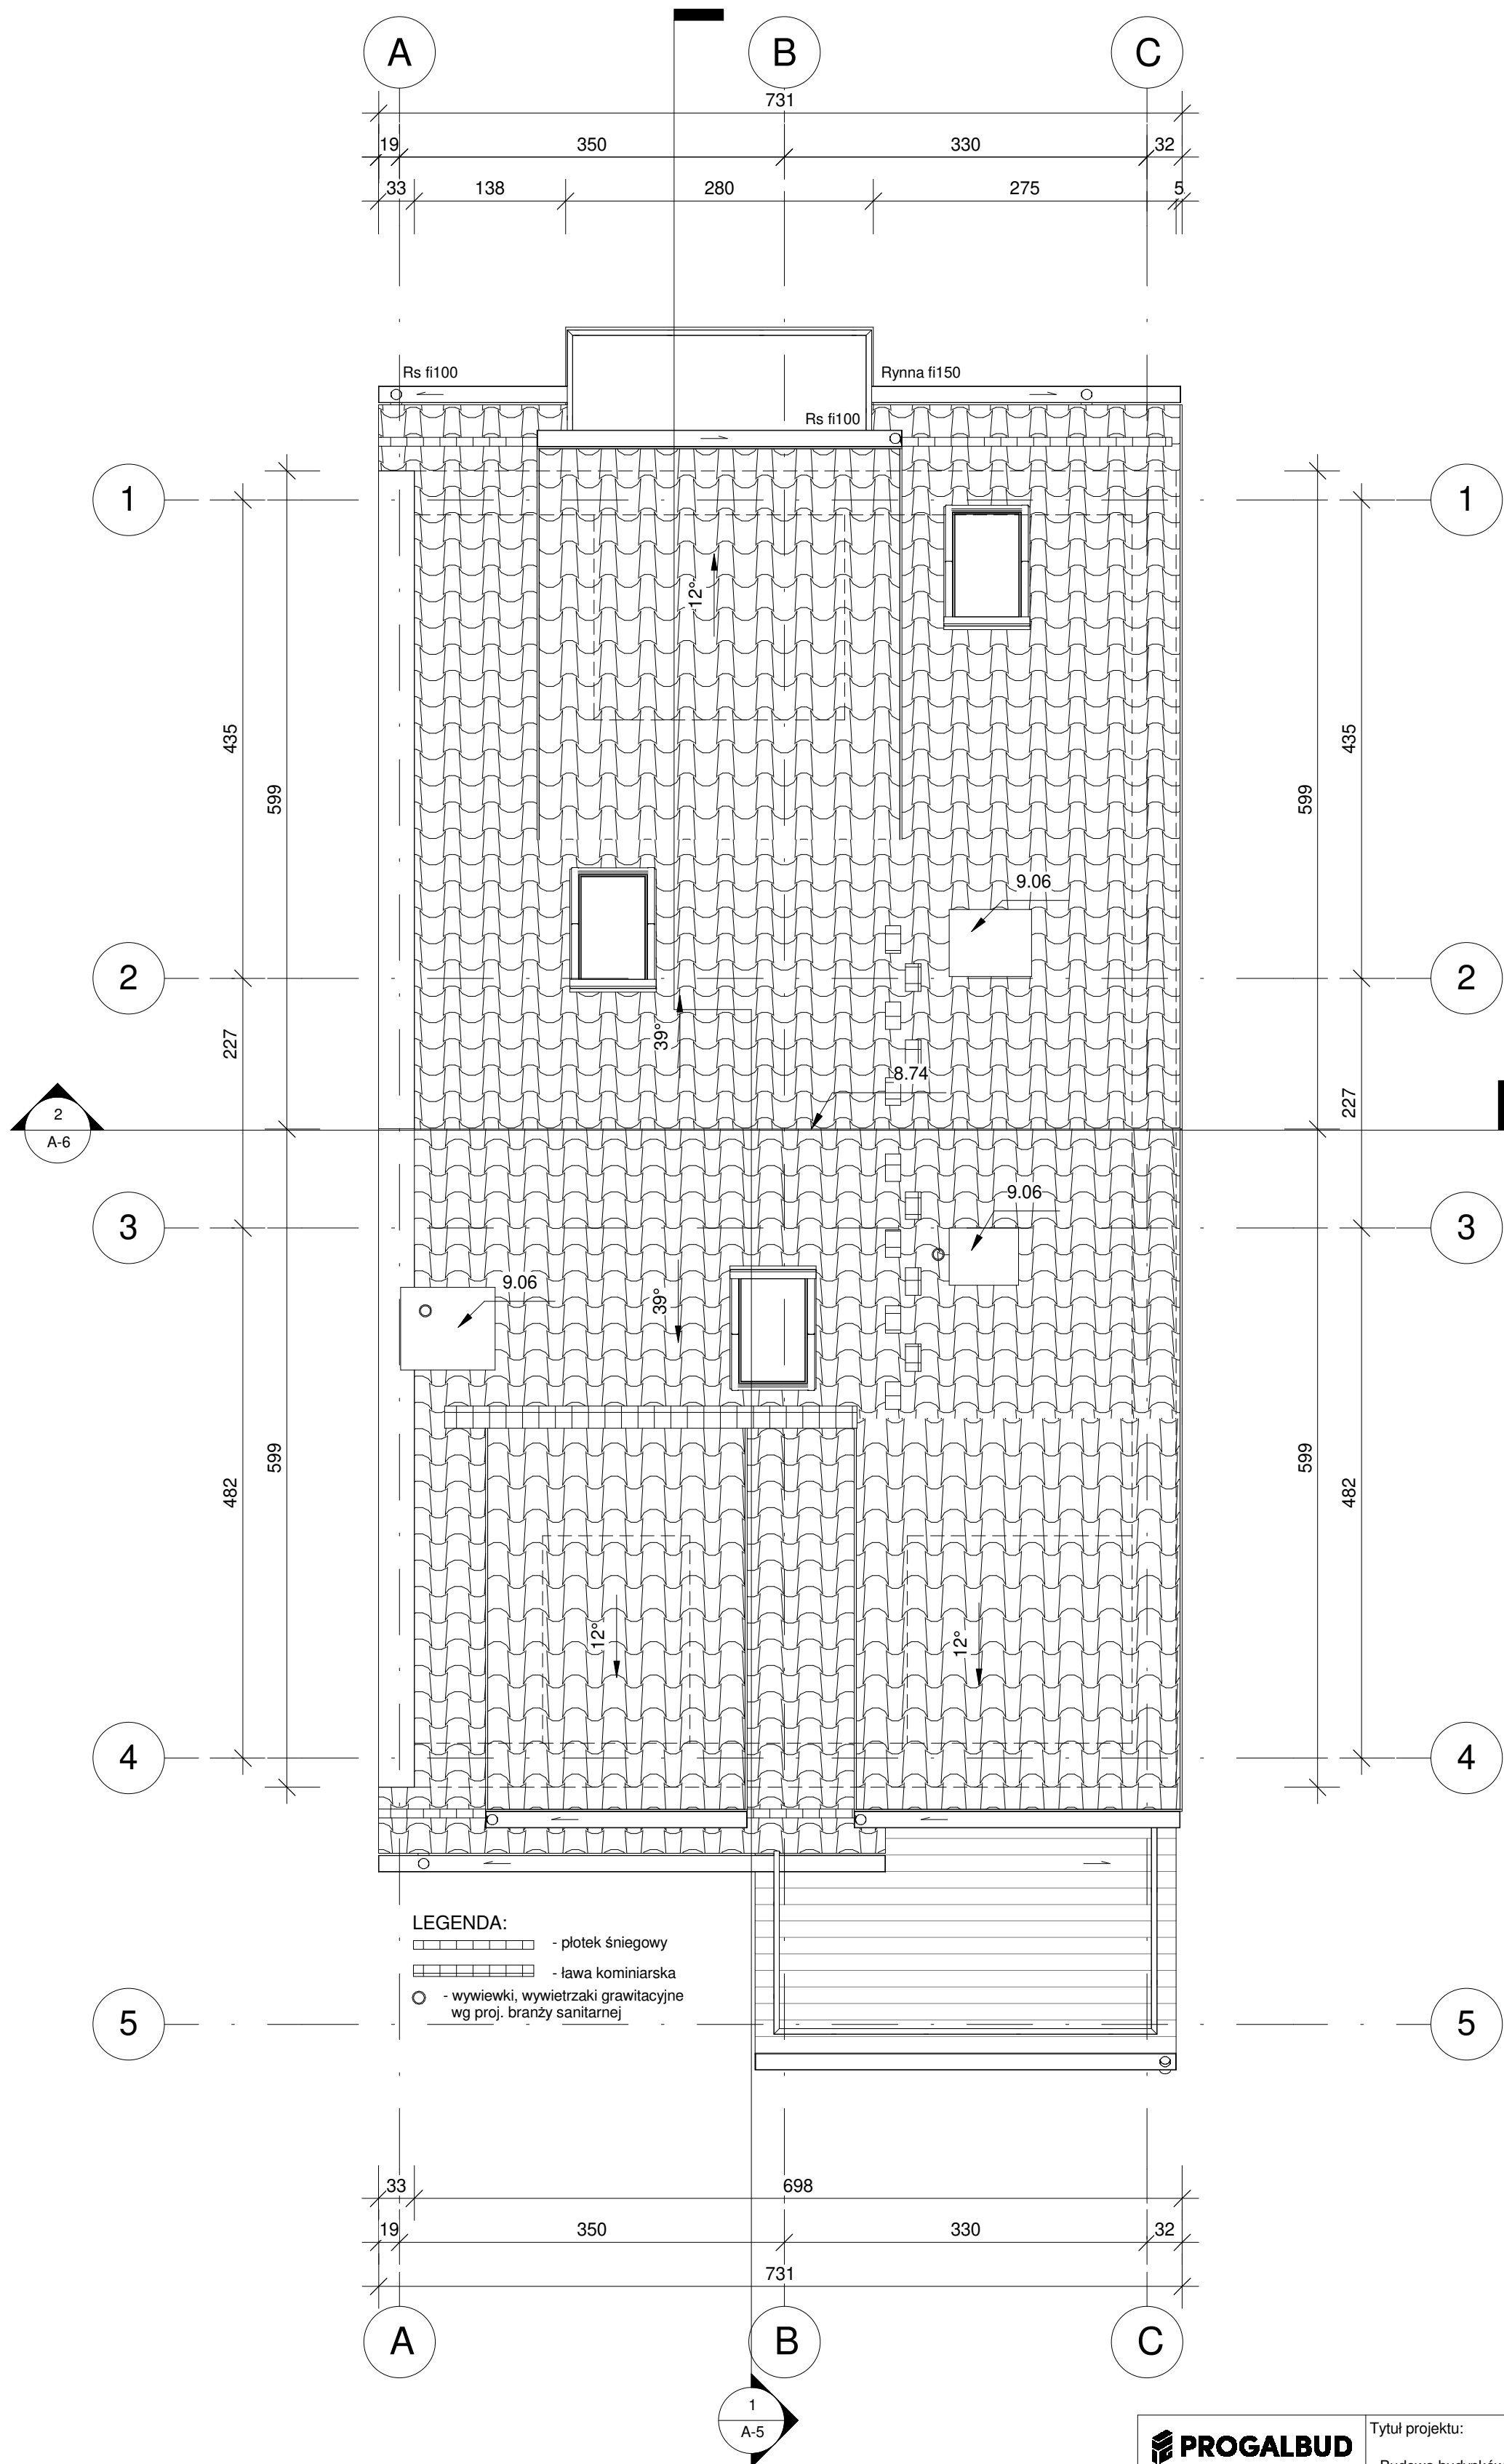 A B C
731
19 350 330 32
33 138 280 275 5
Rs fi100 Rynna fi150
Rs fi100
1 1
12°
435 435
599 599
9.06
2 2
39°
8.74
227 227
2
A-6
9.06
3 3
9.06
39°
599 599
482 482
12° 12°
4 4
LEGENDA:
- płotek śniegowy
- ława kominiarska
- wywiewki, wywietrzaki grawitacyjne
wg proj. branży sanitarnej
5 5
33 698
19 350 330 32
731
A B C
1
A-5
PROGALBUD
Tytuł projektu: